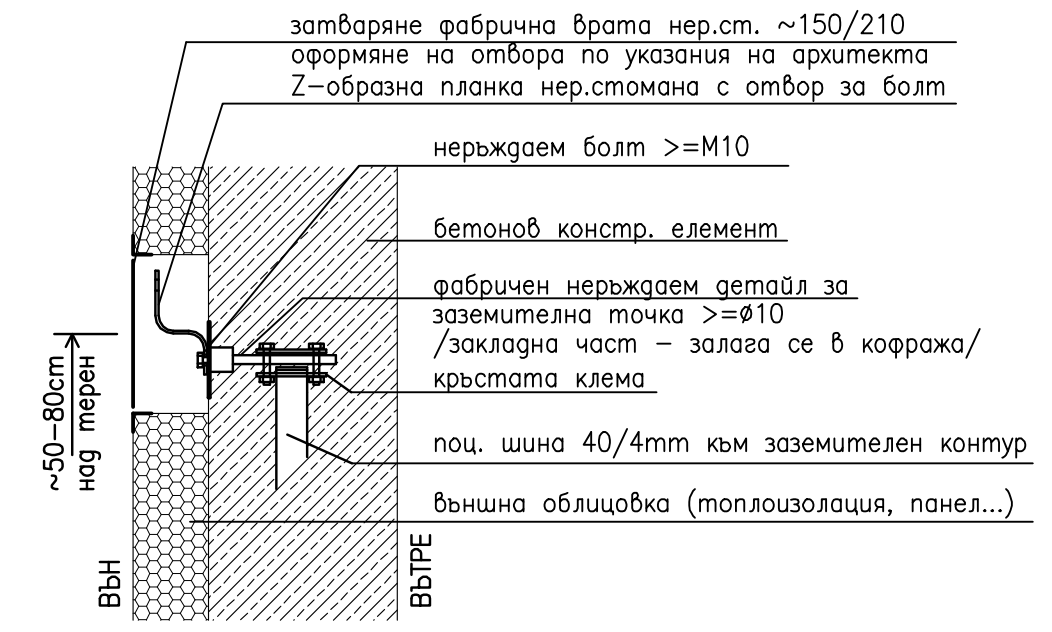 затваряне фабрична врата нер.ст. ~150/210
оформяне на отвора по указания на архитекта
Z-образна планка нер.стомана с отвор за болт
неръждаем болт >=M10
бетонов констр. елемент
фабричен неръждаем детайл за
заземителна точка >=ø10
/закладна част - залага се в кофража/
кръстата клема
поц. шина 40/4mm към заземителен контур
външна облицовка (топлоизолация, панел...)
~50-80cm
над терен
ВЪН
ВЪТРЕ